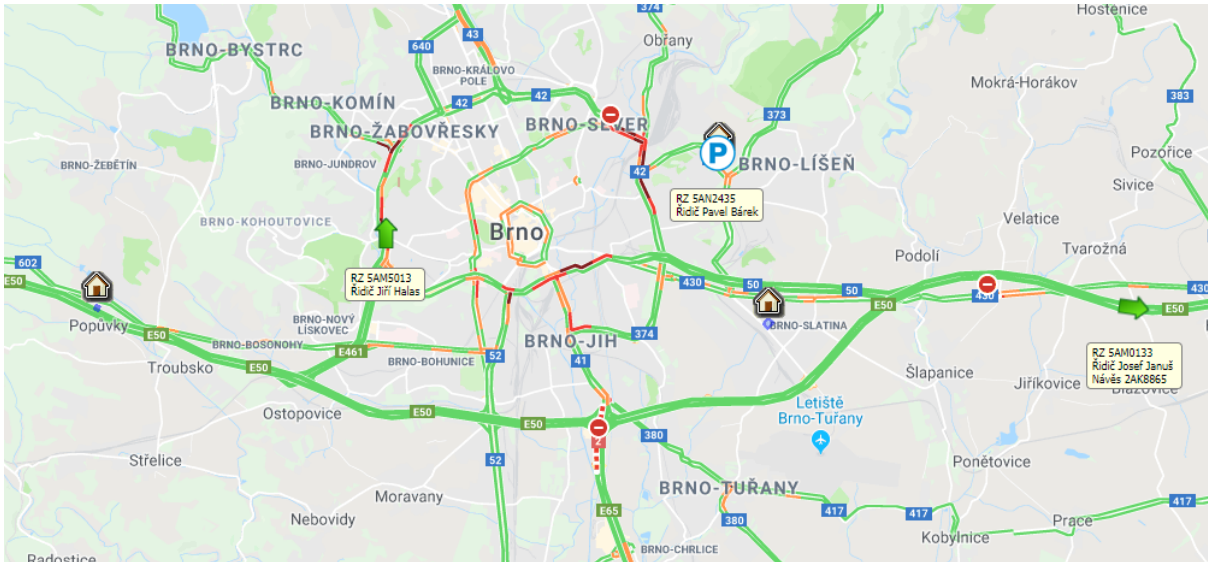 374
Hostěnice
43
Obřany
BRNO-BYSTRC
640
BRNO-KRÁLOVO
POLE
Mokrá-Horákov
383
BRNO-KOMÍN
42
42
BRNO-SEVER
373
BRNO-ŽABOVŘESKY
Pozořice
BRNO-ŽEBĚTÍN
BRNO-JUNDROV
P
BRNO-LÍŠEŇ
42
Sivice
RZ 5AN2435
Řidič Pavel Bárek
BRNO-KOHOUTOVICE
Velatice
Brno
Tvarožná
Podolí
602
RZ 5AM5013
Řidič Jiří Halas
E50
430
50
50
430
430
E50
E50
Popůvky
BRNO-NOVÝ
LÍSKOVEC
E50
BRNO-SLATINA
374
BRNO-BOSONOHY
E461
BRNO-JIH
BRNO-BOHUNICE
52
41
RZ 5AM0133
Řidič Josef Januš
Návěs 2AK8865
Troubsko
E50
Šlapanice
Jiříkovice
Blažovice
Ostopovice
E50
E50
Letiště
Brno-Tuřany
2
380
Střelice
52
Ponětovice
Moravany
BRNO-TUŘANY
417
E65
417
417
Nebovidy
380
Prace
Kobylnice
BRNO-CHRLICE
Radostice